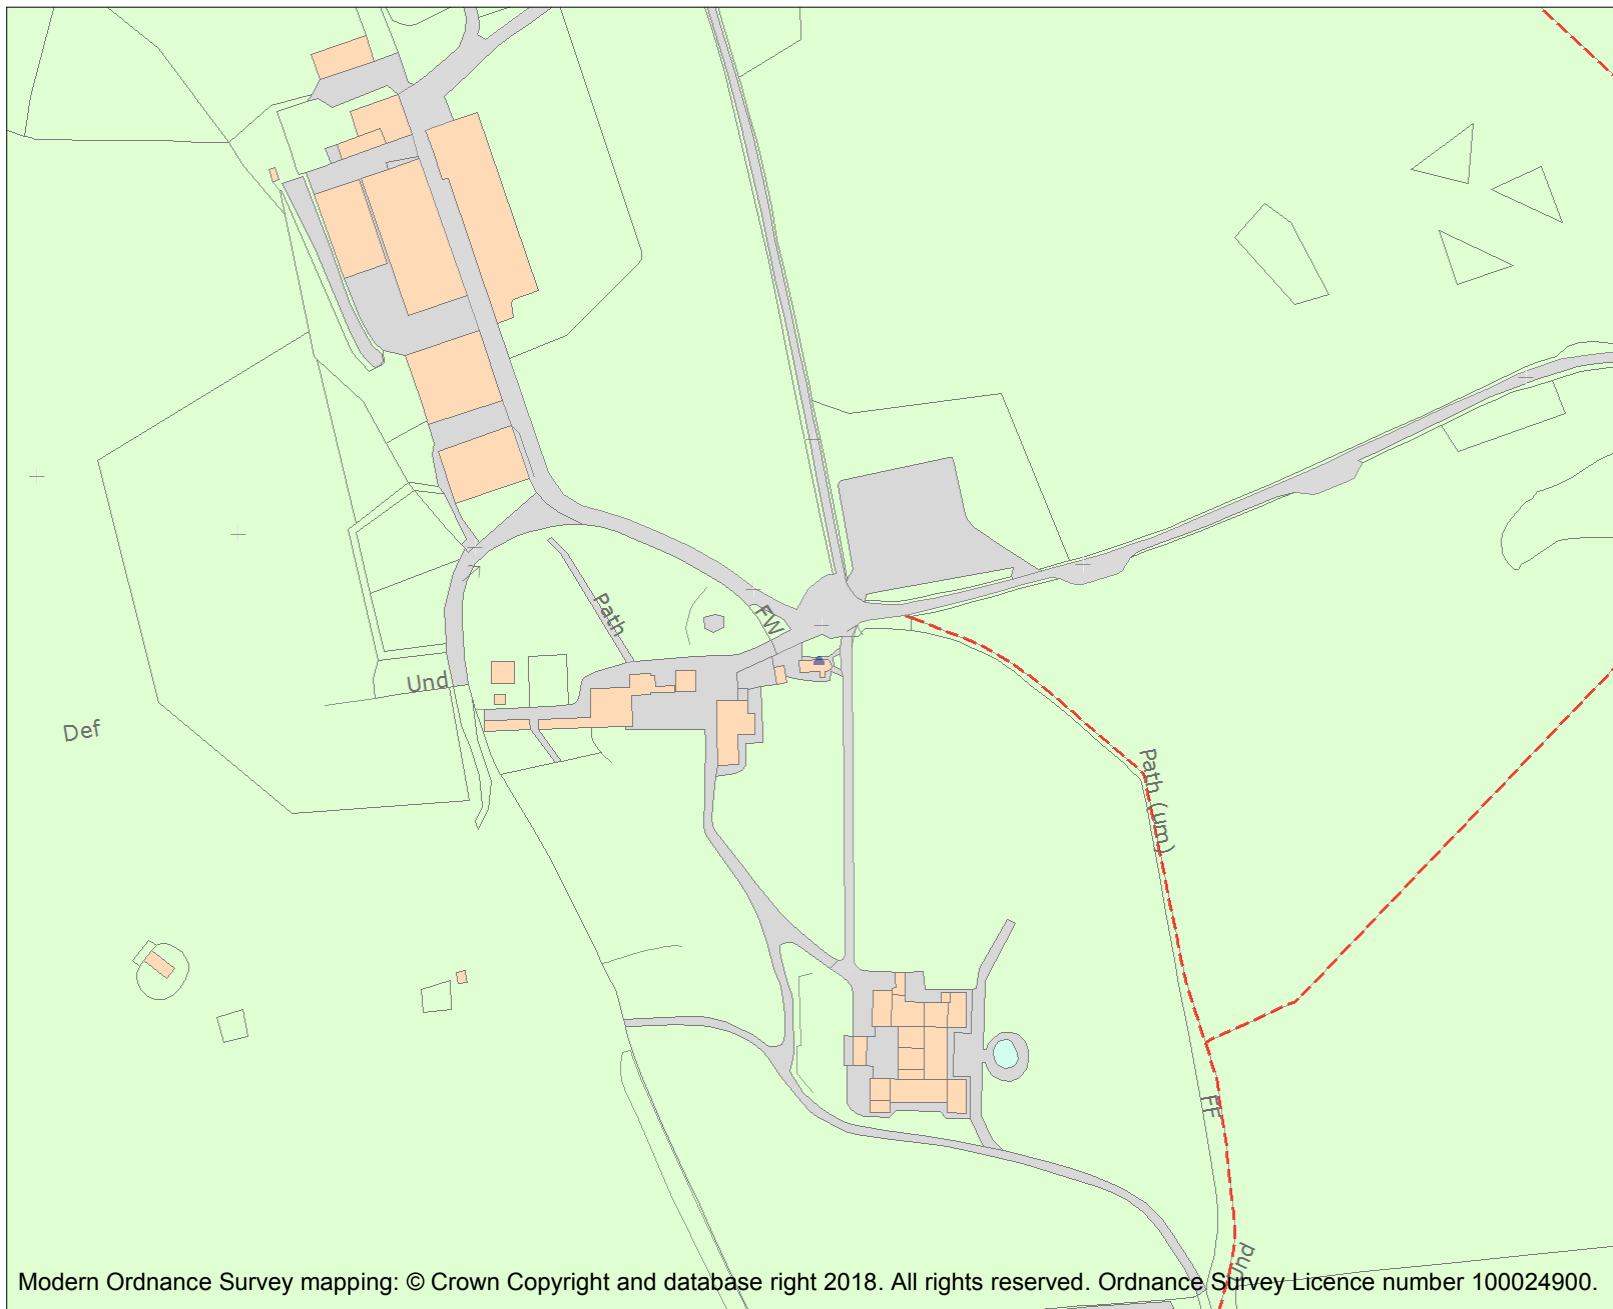 Path
FW
Und
Def
Path (um)
FF
Und
Modern Ordnance Survey mapping: © Crown Copyright and database right 2018. All rights reserved. Ordnance Survey Licence number 100024900.